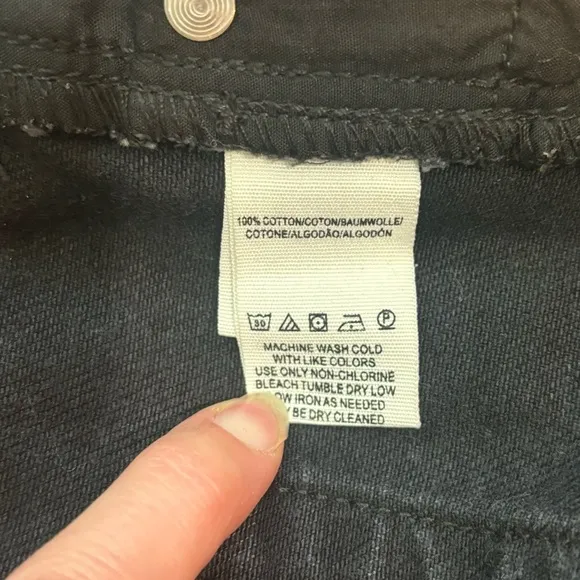 100% COTTON/COTON/BAUMWOLLE/
COTONE/ALGODÃO/ALGODÓN
30 P
MACHINE WASH COLD
WITH LIKE COLORS
USE ONLY NON-CHLORINE
BLEACH TUMBLE DRY LOW
IRON AS NEEDED
BE DRY CLEANED